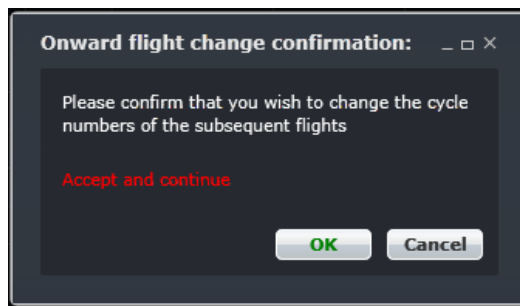 Onward flight change confirmation:
Please confirm that you wish to change the cycle
numbers of the subsequent flights
Accept and continue
OK Cancel